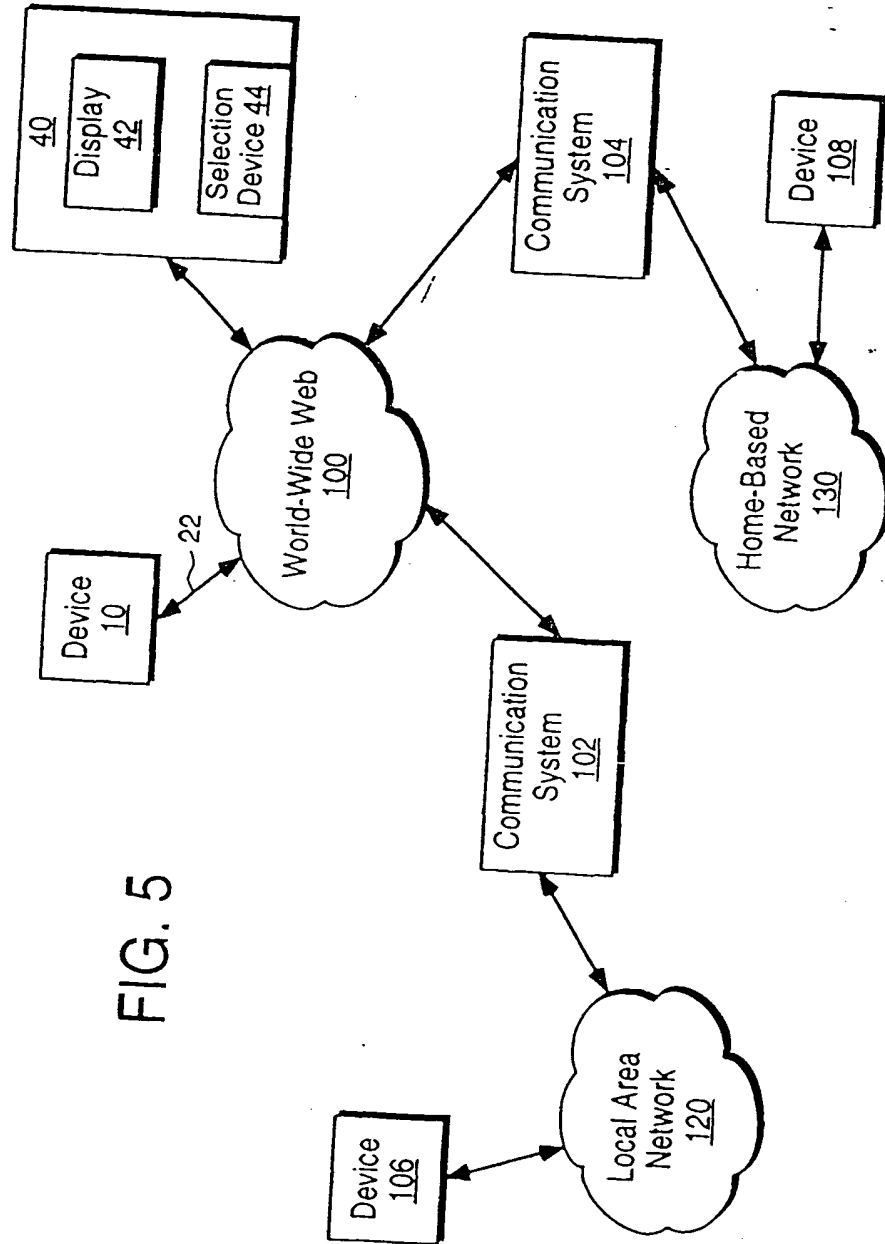 FIG. 5
Device
10
22
40
Display
42
Selection
Device 44
World-Wide Web
100
Communication
System
102
Communication
System
104
Device
106
Local Area
Network
120
Home-Based
Network
130
Device
108